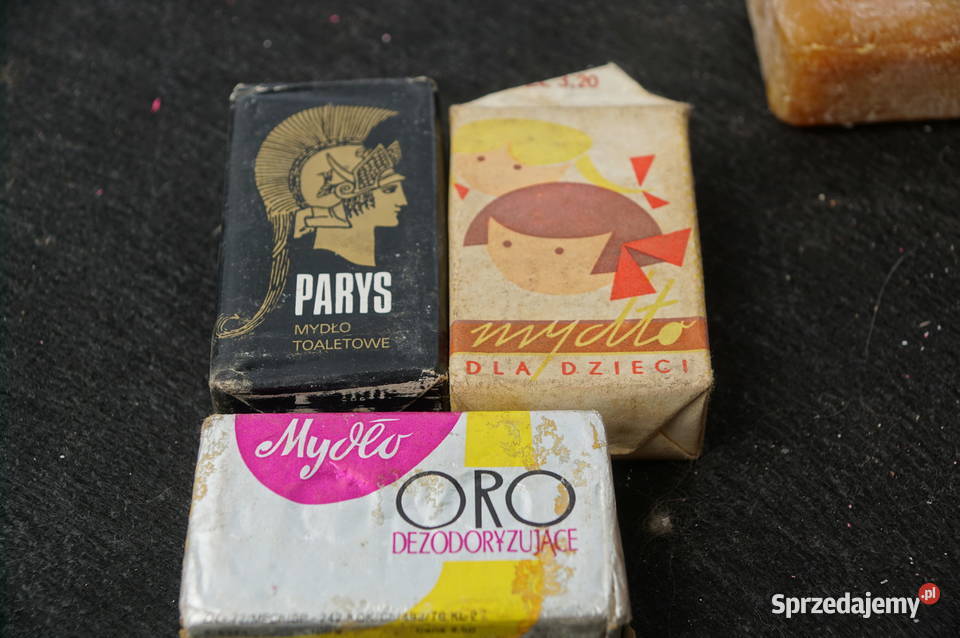 3.20
PARYS
MYDŁO
TOALETOWE
mydło
DLA DZIECI
Mydło
ORO
DEZODORYZUJĄCE
Sprzedajemy.pl